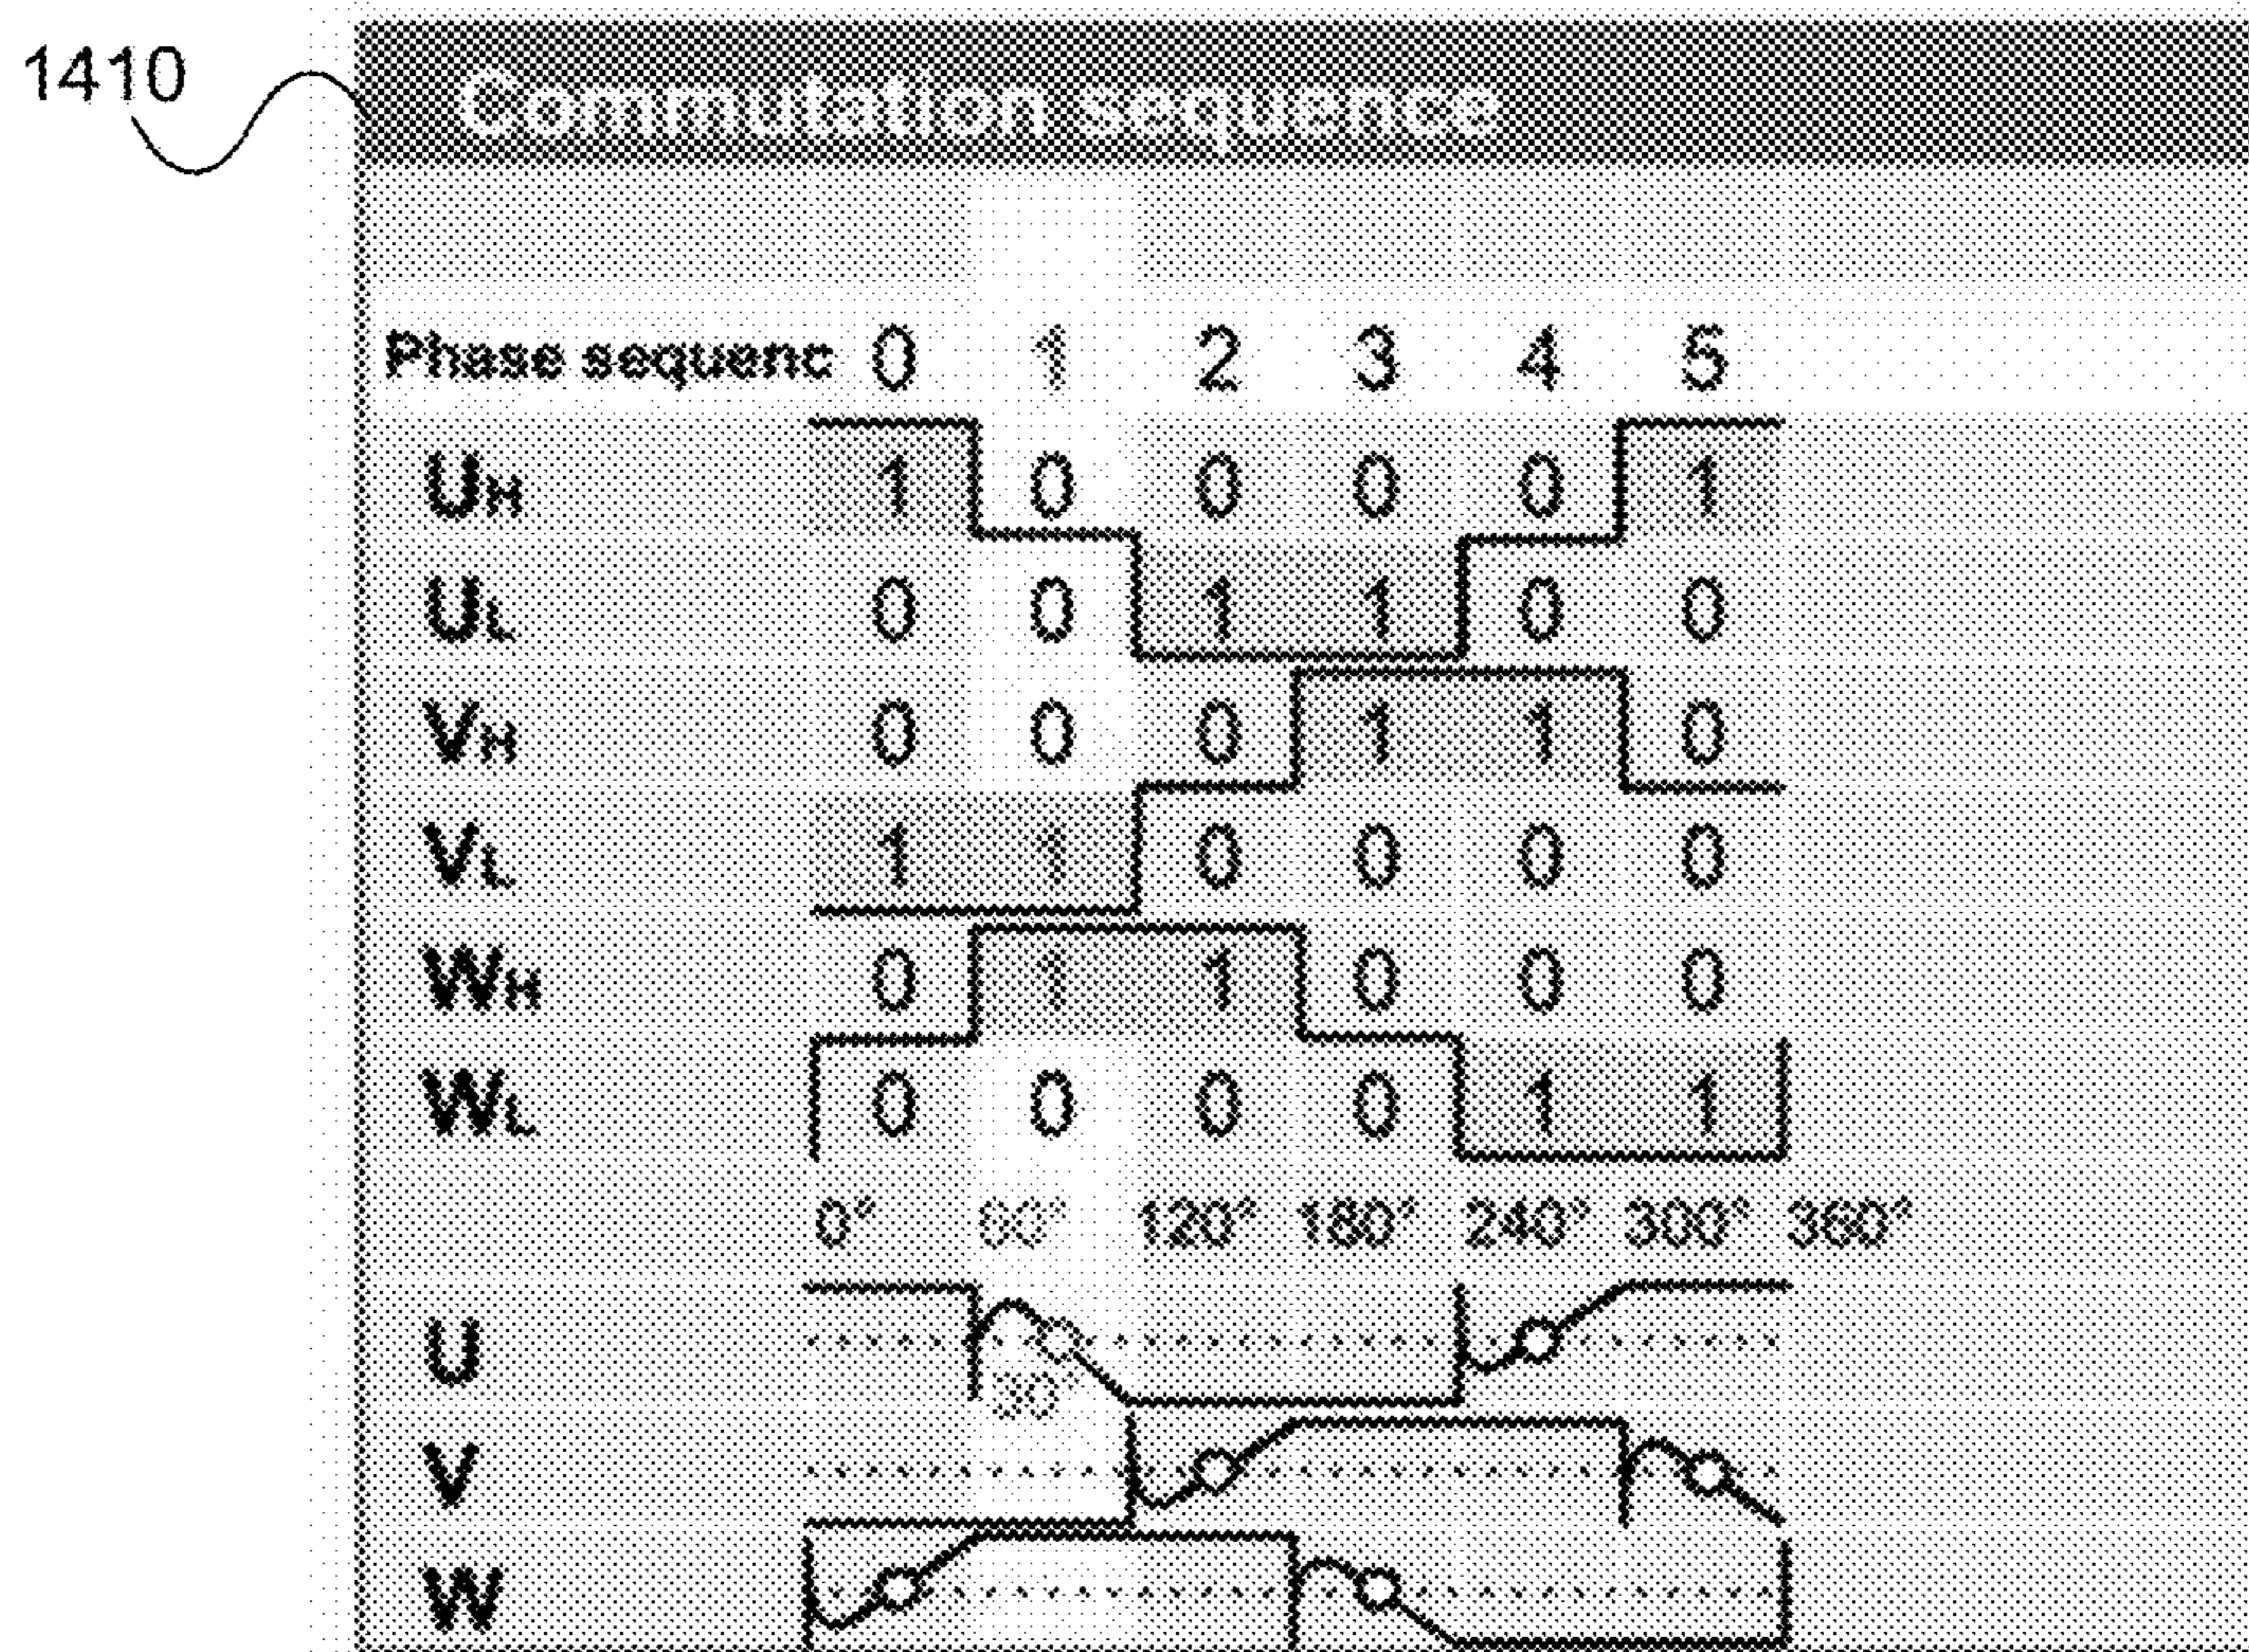 1410
Commutation sequence
Phase sequenc 0 1 2 3 4 5
UH 1 0 0 0 0 1
UL 0 0 1 1 0 0
VH 0 0 0 1 1 0
VL 1 1 0 0 0 0
WH 0 1 1 0 0 0
WL 0 0 0 0 1 1
0° 60° 120° 180° 240° 300° 360°
U
30°
V
W